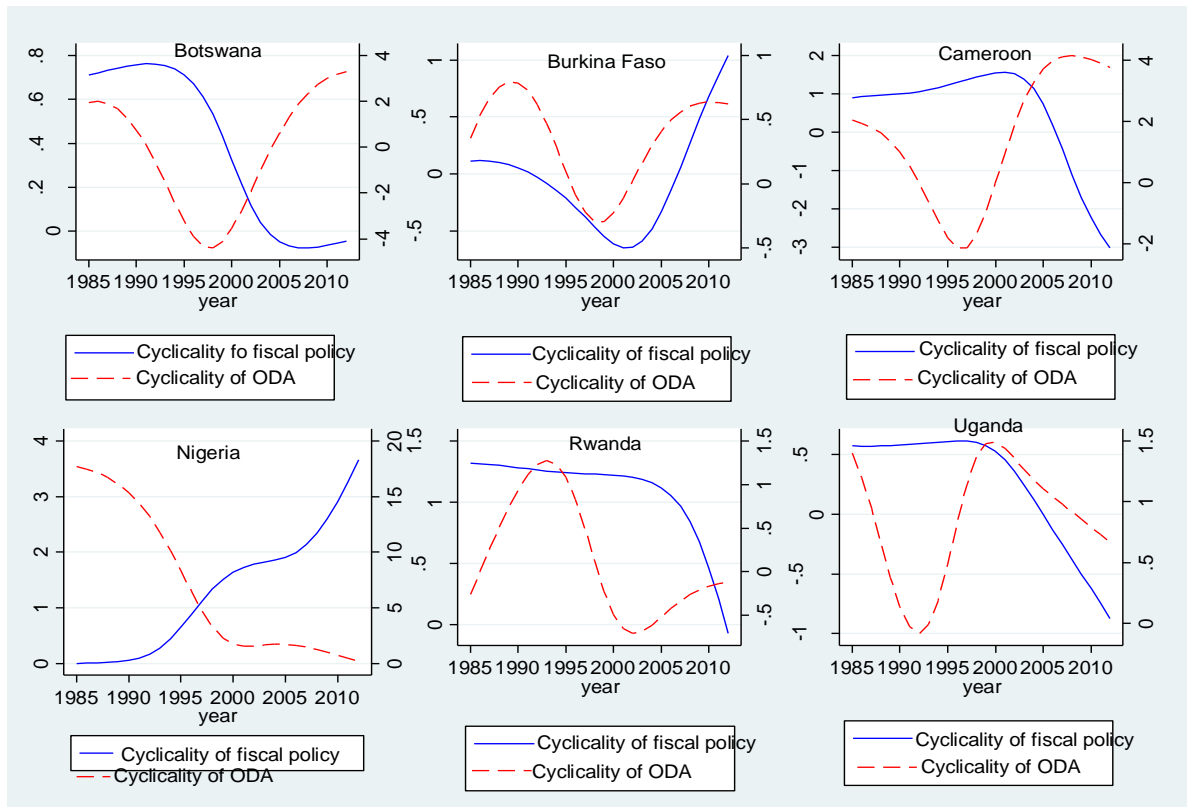 Botswana
.8
.6
.4
.2
0
4
2
0
-2
-4
1985 1990 1995 2000 2005 2010
year
Cyclicality fo fiscal policy
Cyclicality of ODA
Burkina Faso
1
.5
0
-.5
1
.5
0
-.5
1985 1990 1995 2000 2005 2010
year
Cyclicality of fiscal policy
Cyclicality of ODA
Cameroon
2
1
0
-1
-2
-3
4
2
0
-2
1985 1990 1995 2000 2005 2010
year
Cyclicality of fiscal policy
Cyclicality of ODA
Nigeria
4
3
2
1
0
20
15
10
5
0
1985 1990 1995 2000 2005 2010
year
Cyclicality of fiscal policy
Cyclicality of ODA
Rwanda
1.5
1
.5
0
1.5
1
.5
0
-.5
1985 1990 1995 2000 2005 2010
year
Cyclicality of fiscal policy
Cyclicality of ODA
Uganda
.5
0
-.5
-1
1.5
1
.5
0
1985 1990 1995 2000 2005 2010
year
Cyclicality of fiscal policy
Cyclicality of ODA